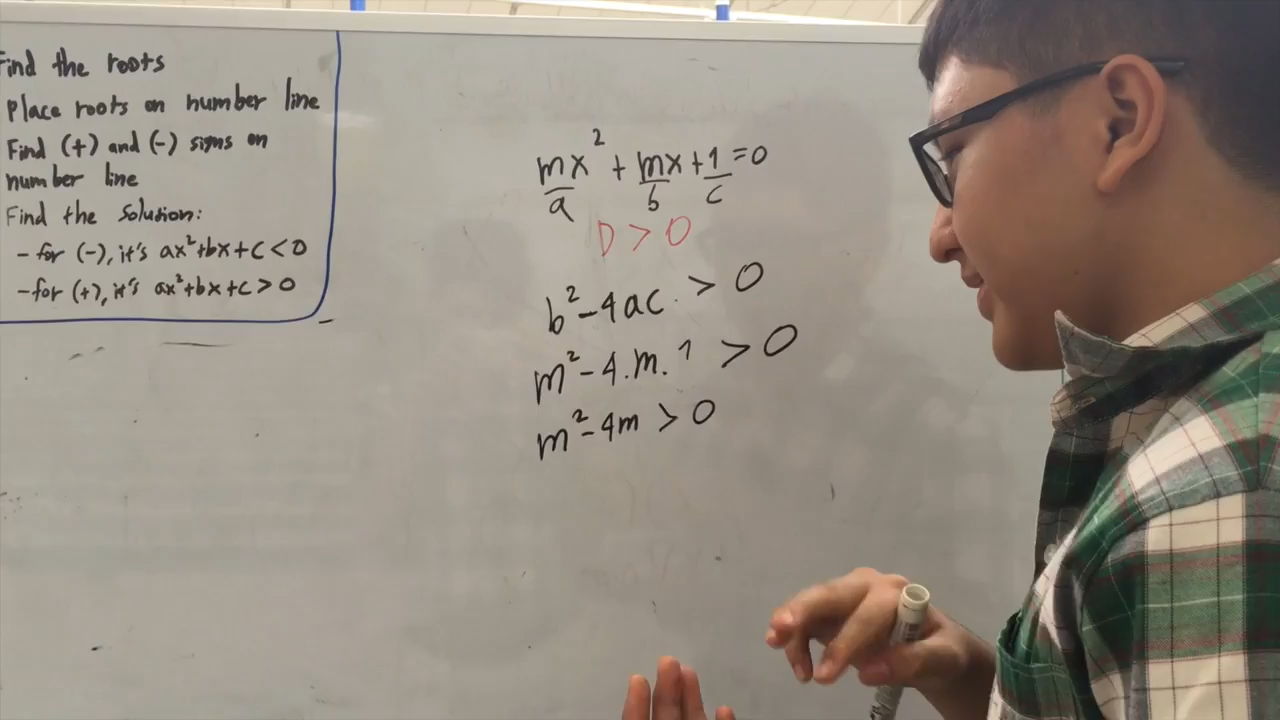 Find the roots
Place roots on number line
Find (+) and (-) signs on
number line
Find the solution:
- for (-), it's ax²+bx+c<0
- for (+), it's ax²+bx+c>0
mx² + mx + 1 = 0
a b c
D > 0
b² - 4ac > 0
m² - 4.m.1 > 0
m² - 4m > 0